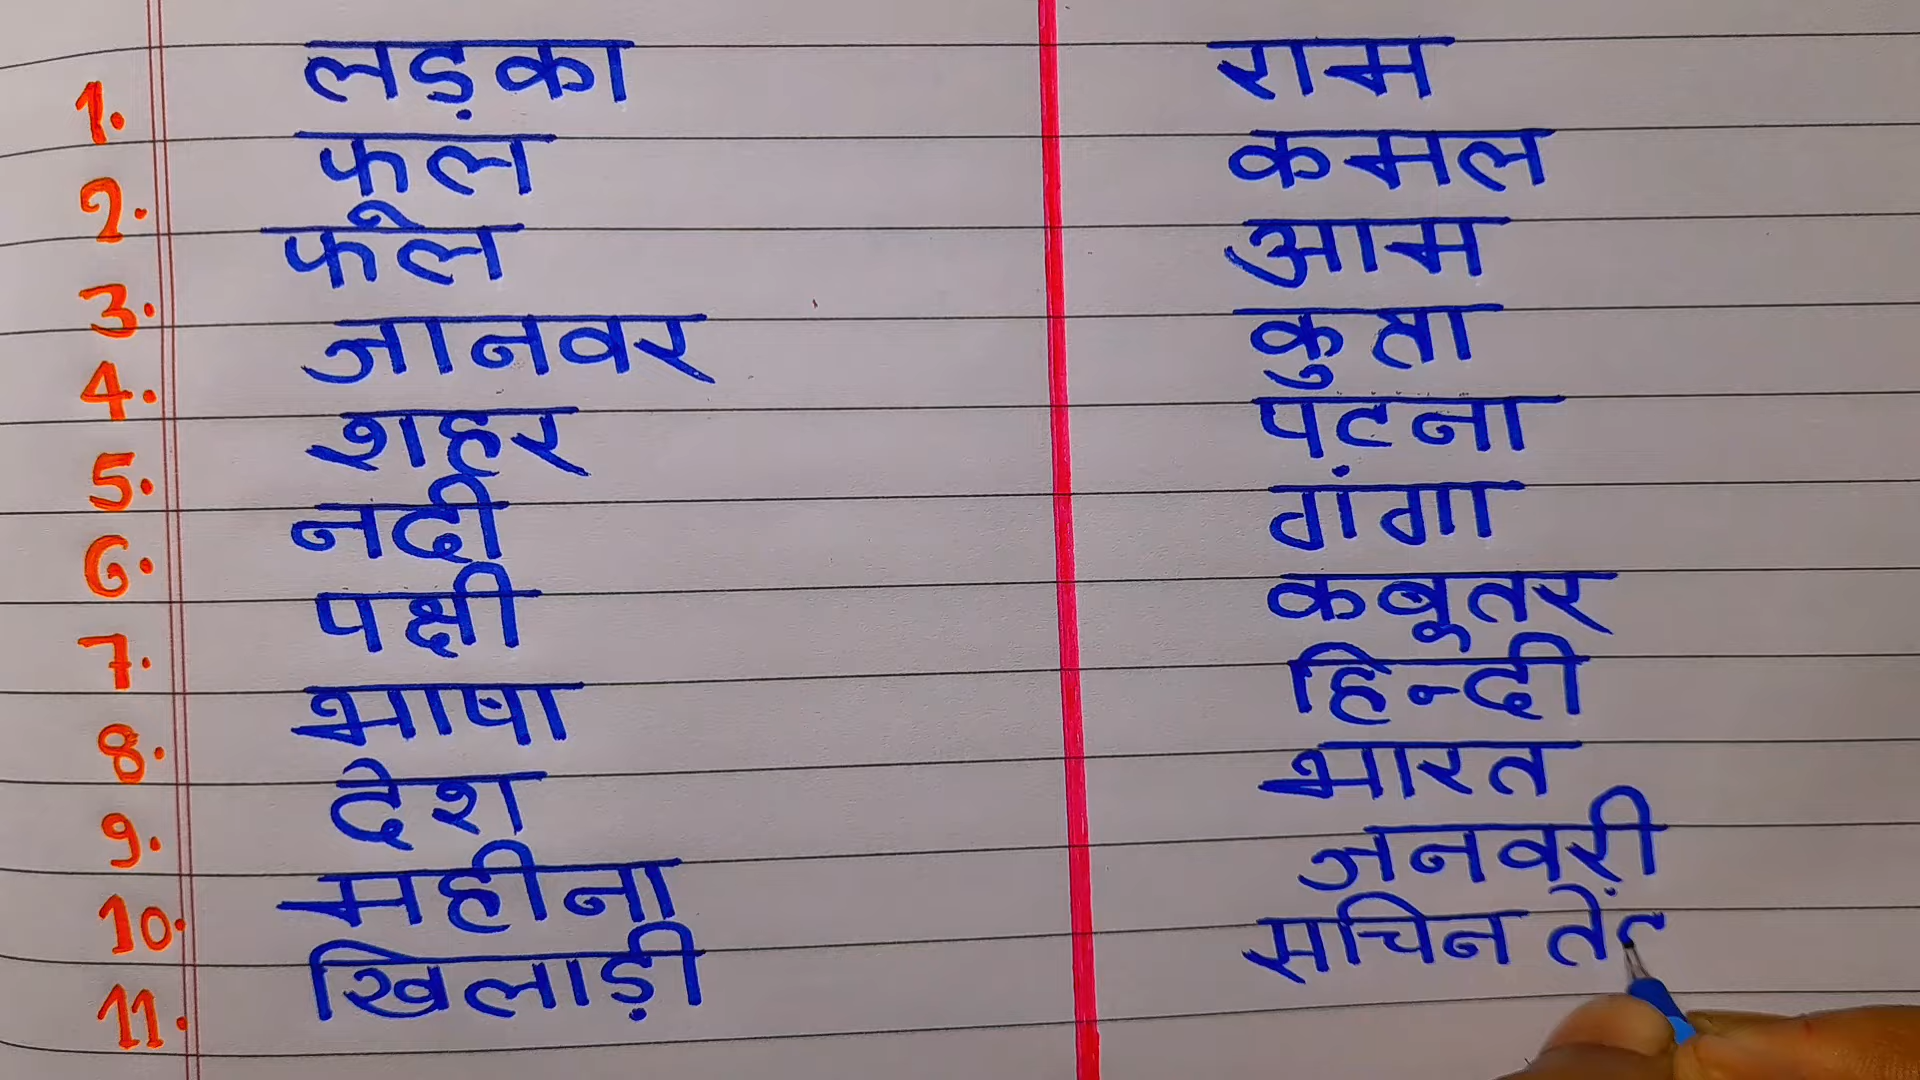 1. लड़का राम
2. फूल कमल
3. फल आम
4. जानवर कुत्ता
5. शहर पटना
6. नदी गंगा
7. पक्षी कबूतर
8. भाषा हिन्दी
9. देश भारत
10. महीना जनवरी
11. खिलाड़ी सचिन